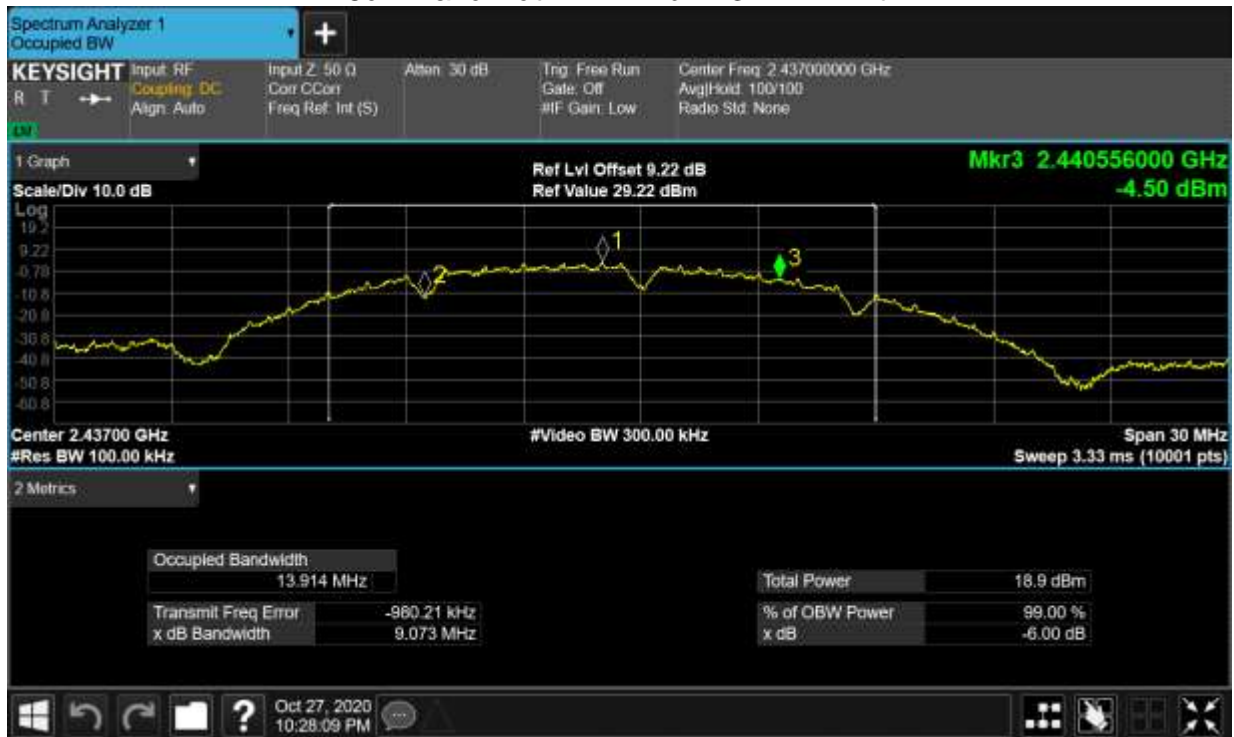 Spectrum Analyzer 1
Occupied BW
+
KEYSIGHT Input: RF Input Z: 50 Ω Atten: 30 dB Trig: Free Run Center Freq: 2.437000000 GHz
R T Coupling: DC Corr CCorr Gate: Off Avg|Hold: 100/100
Align: Auto Freq Ref: Int (S) #IF Gain: Low Radio Std: None
1 Graph
Ref Lvl Offset 9.22 dB Mkr3 2.440556000 GHz
Scale/Div 10.0 dB Ref Value 29.22 dBm -4.50 dBm
Log
19.2
9.22
-0.78
-10.8
-20.8
-30.8
-40.8
-50.8
-60.8
1
2
3
Center 2.43700 GHz #Video BW 300.00 kHz Span 30 MHz
#Res BW 100.00 kHz Sweep 3.33 ms (10001 pts)
2 Metrics
Occupied Bandwidth
13.914 MHz Total Power 18.9 dBm
Transmit Freq Error -980.21 kHz % of OBW Power 99.00 %
x dB Bandwidth 9.073 MHz x dB -6.00 dB
? Oct 27, 2020
10:28:09 PM